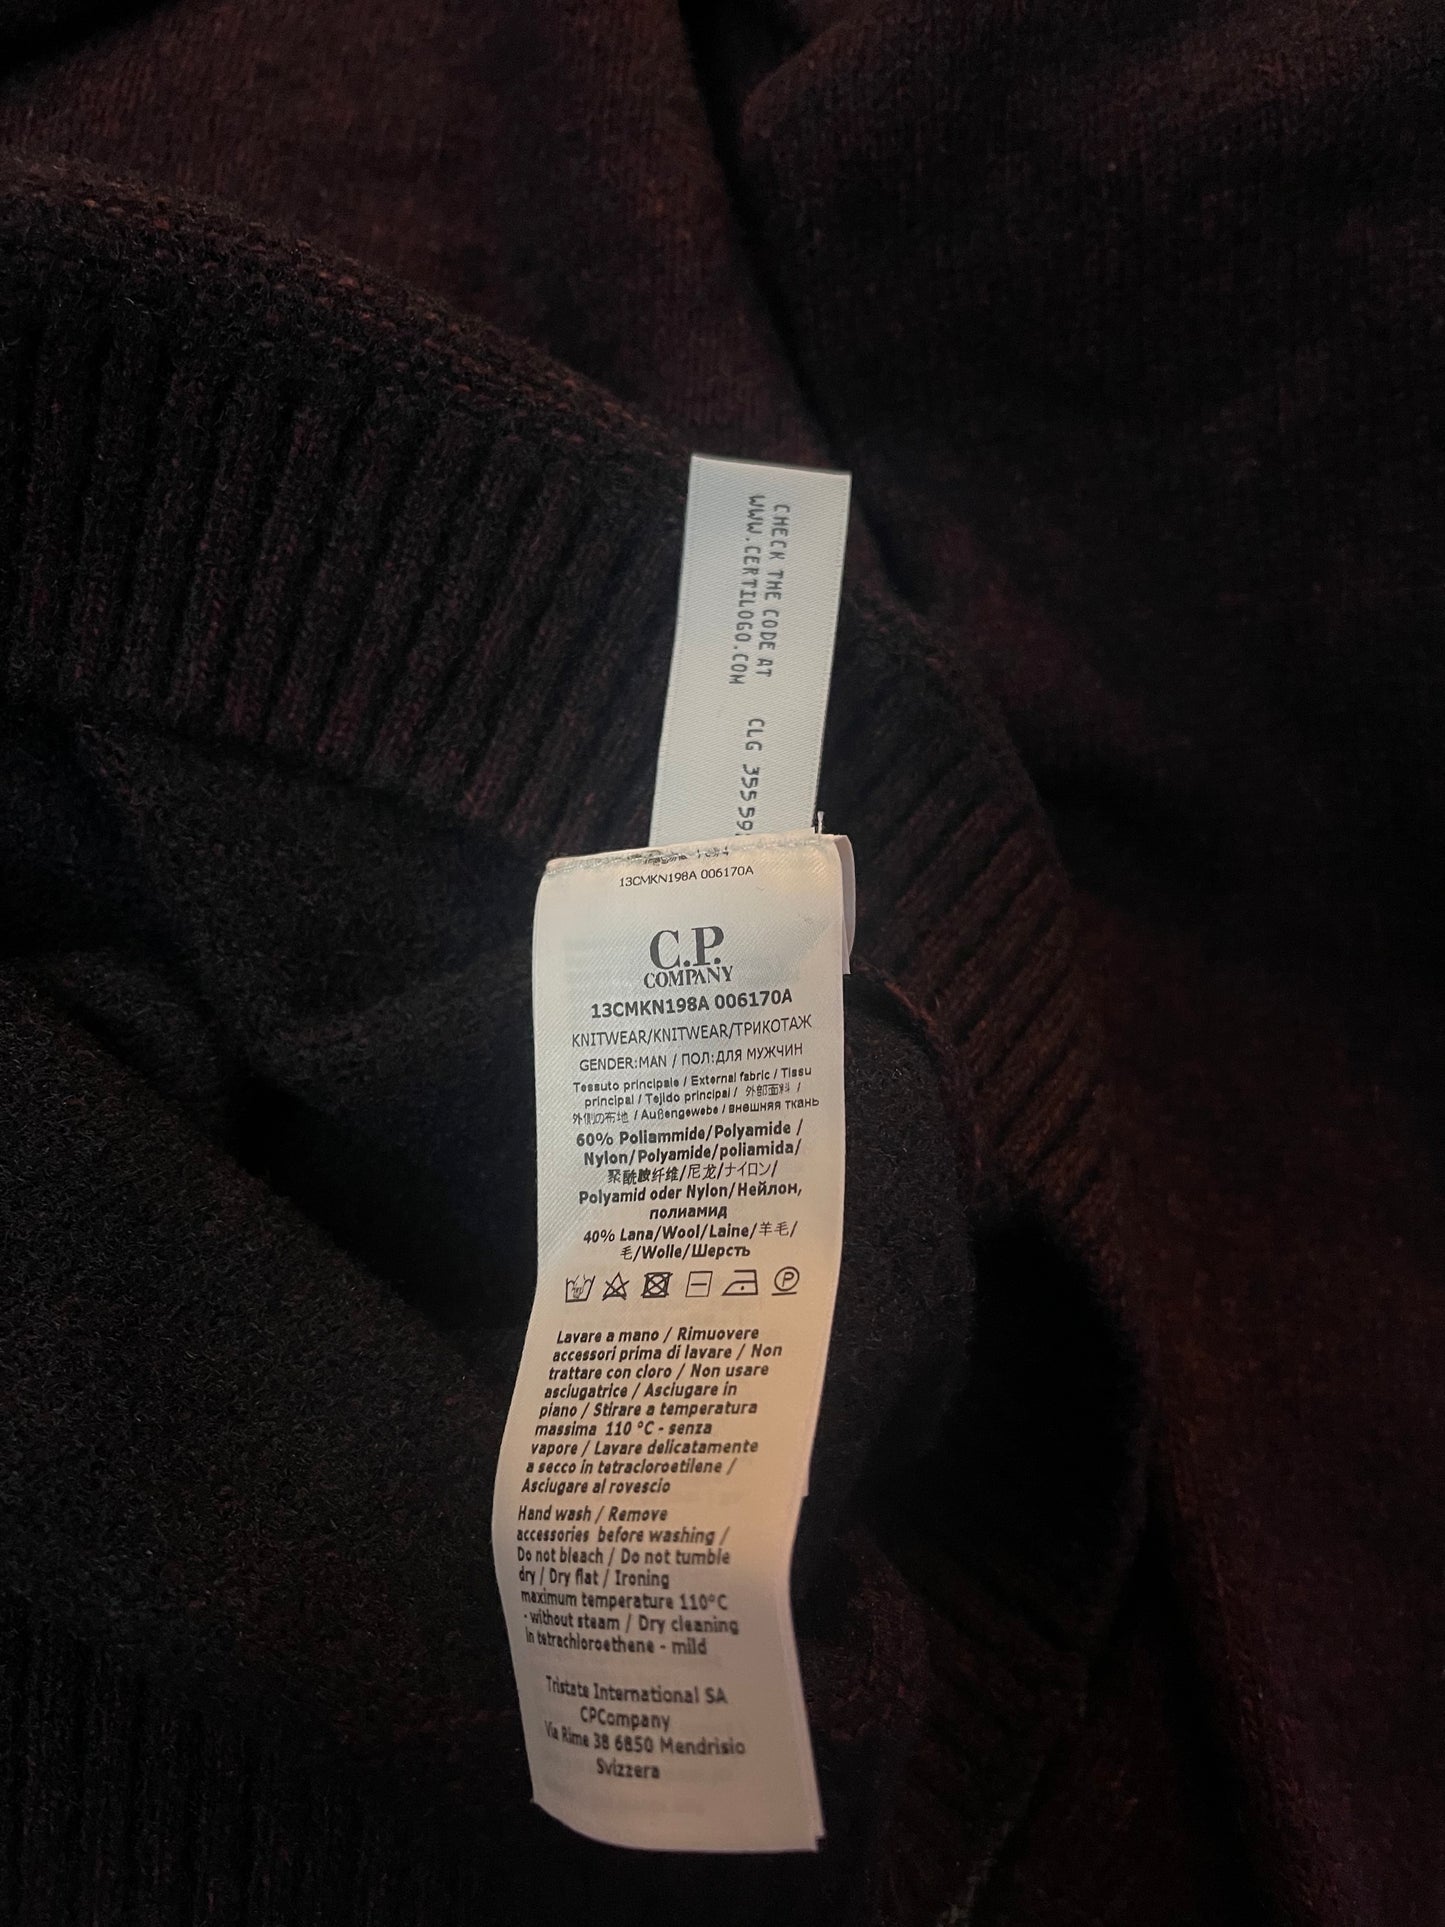 CHECK THE CODE AT
WWW.CERTILOGO.COM
CLG 355 59
13CMKN198A 006170A
C.P.
COMPANY
13CMKN198A 006170A
KNITWEAR/KNITWEAR/ТРИКОТАЖ
GENDER:MAN / ПОЛ:ДЛЯ МУЖЧИН
Tessuto principale / External fabric / Tissu
principal / Tejido principal / 外部面料 /
外側の布地 / Außengewebe / внешняя ткань
60% Poliammide/Polyamide /
Nylon/Polyamide/poliamida/
聚酰胺纤维/尼龙/ナイロン/
Polyamid oder Nylon/Нейлон,
полиамид
40% Lana/Wool/Laine/羊毛/
毛/Wolle/Шерсть
P
Lavare a mano / Rimuovere
accessori prima di lavare / Non
trattare con cloro / Non usare
asciugatrice / Asciugare in
piano / Stirare a temperatura
massima 110 °C - senza
vapore / Lavare delicatamente
a secco in tetracloroetilene /
Asciugare al rovescio
Hand wash / Remove
accessories before washing /
Do not bleach / Do not tumble
dry / Dry flat / Ironing
maximum temperature 110°C
- without steam / Dry cleaning
in tetrachloroethene - mild
Tristate International SA
CPCompany
Via Rime 38 6850 Mendrisio
Svizzera